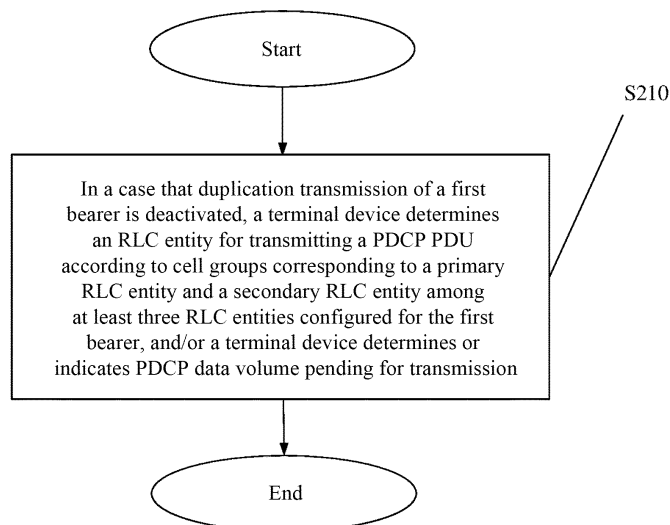 Start
S210
In a case that duplication transmission of a first
bearer is deactivated, a terminal device determines
an RLC entity for transmitting a PDCP PDU
according to cell groups corresponding to a primary
RLC entity and a secondary RLC entity among
at least three RLC entities configured for the first
bearer, and/or a terminal device determines or
indicates PDCP data volume pending for transmission
End